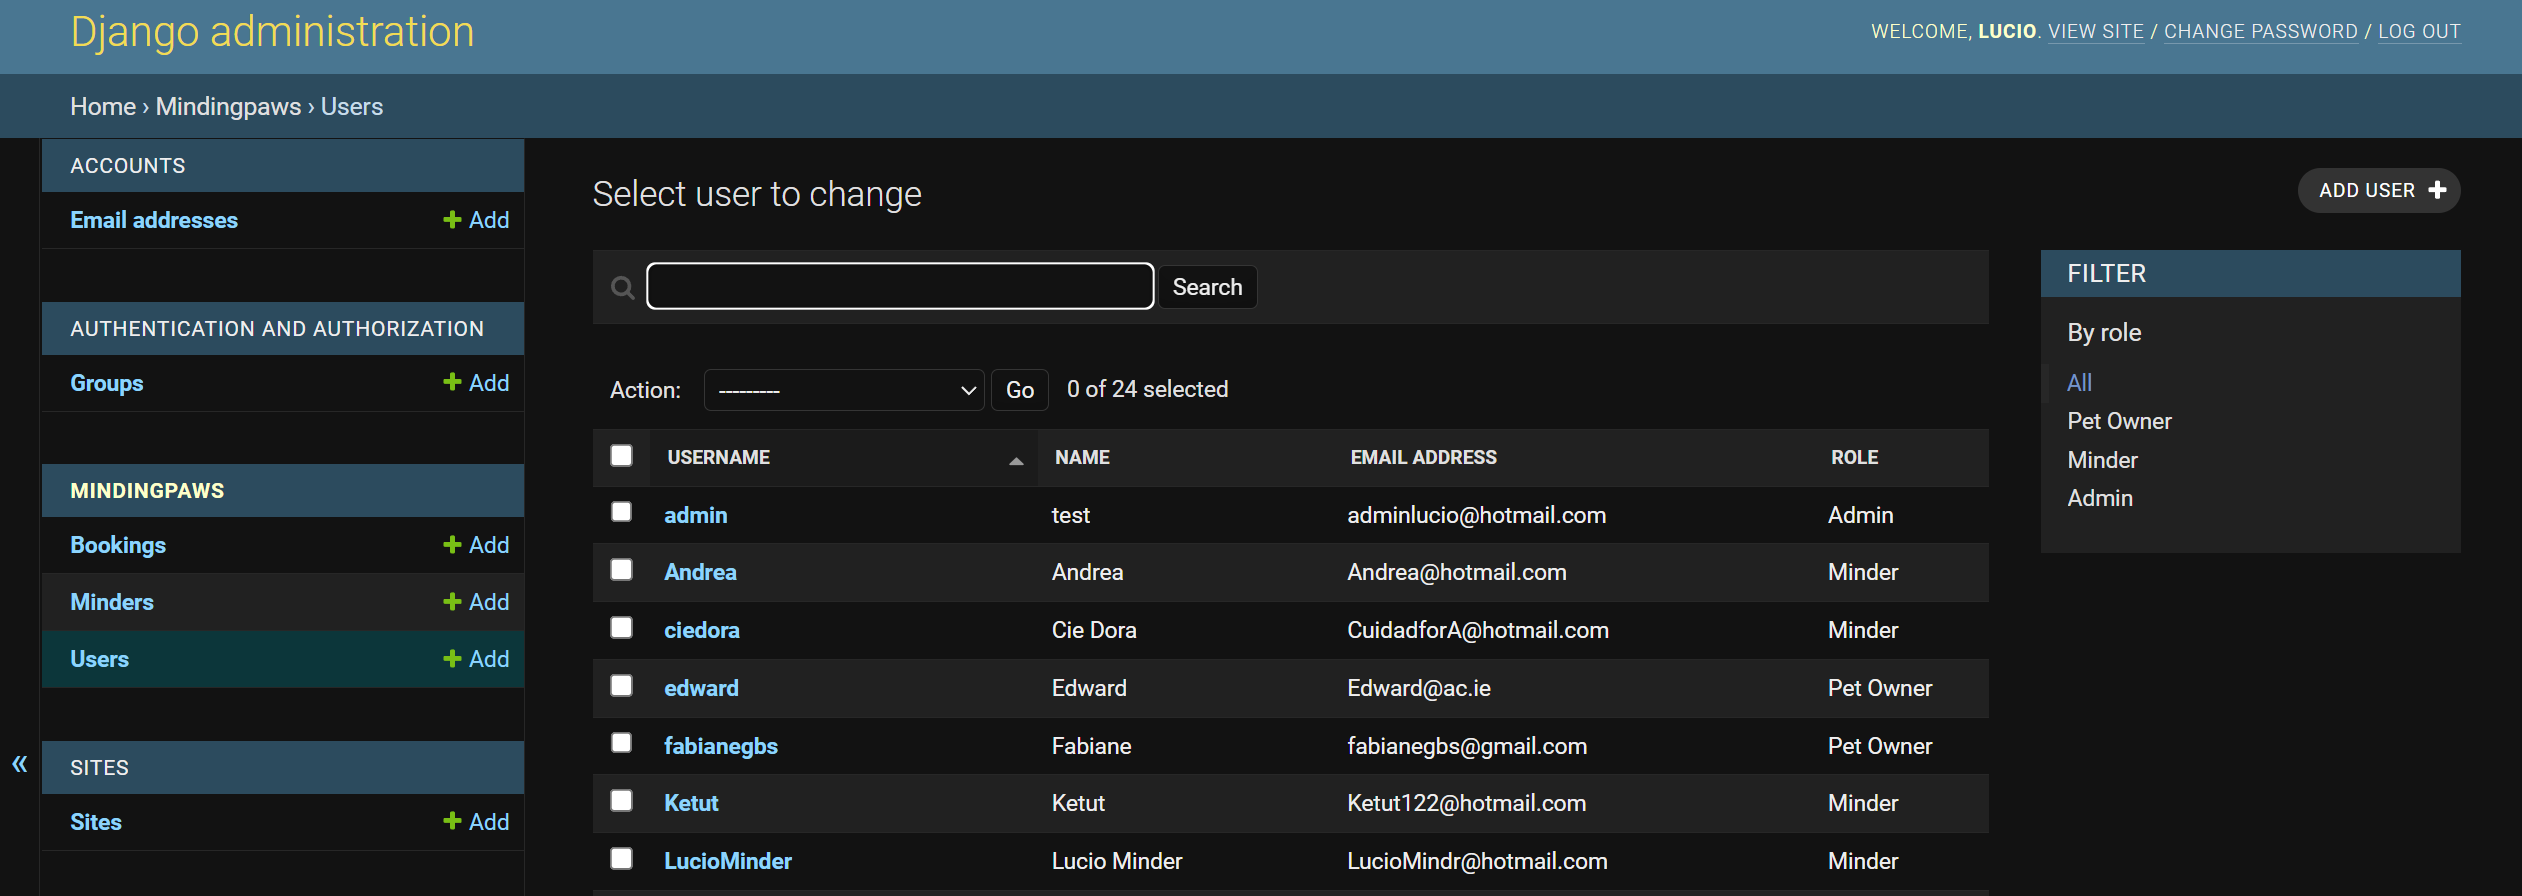 Django administration
WELCOME, LUCIO. VIEW SITE / CHANGE PASSWORD / LOG OUT
Home › Mindingpaws › Users
ACCOUNTS
Email addresses + Add
AUTHENTICATION AND AUTHORIZATION
Groups + Add
MINDINGPAWS
Bookings + Add
Minders + Add
Users + Add
SITES
Sites + Add
«
Select user to change
ADD USER +
Search
Action: --------- Go 0 of 24 selected
USERNAME NAME EMAIL ADDRESS ROLE
admin test adminlucio@hotmail.com Admin
Andrea Andrea Andrea@hotmail.com Minder
ciedora Cie Dora CuidadforA@hotmail.com Minder
edward Edward Edward@ac.ie Pet Owner
fabianegbs Fabiane fabianegbs@gmail.com Pet Owner
Ketut Ketut Ketut122@hotmail.com Minder
LucioMinder Lucio Minder LucioMindr@hotmail.com Minder
FILTER
By role
All
Pet Owner
Minder
Admin